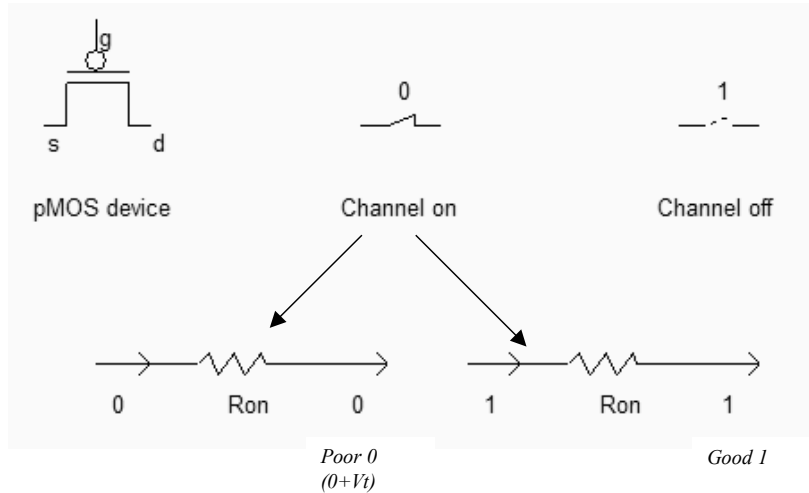 g
0
1
s
d
pMOS device
Channel on
Channel off
0
Ron
0
1
Ron
1
Poor 0
(0+Vt)
Good 1